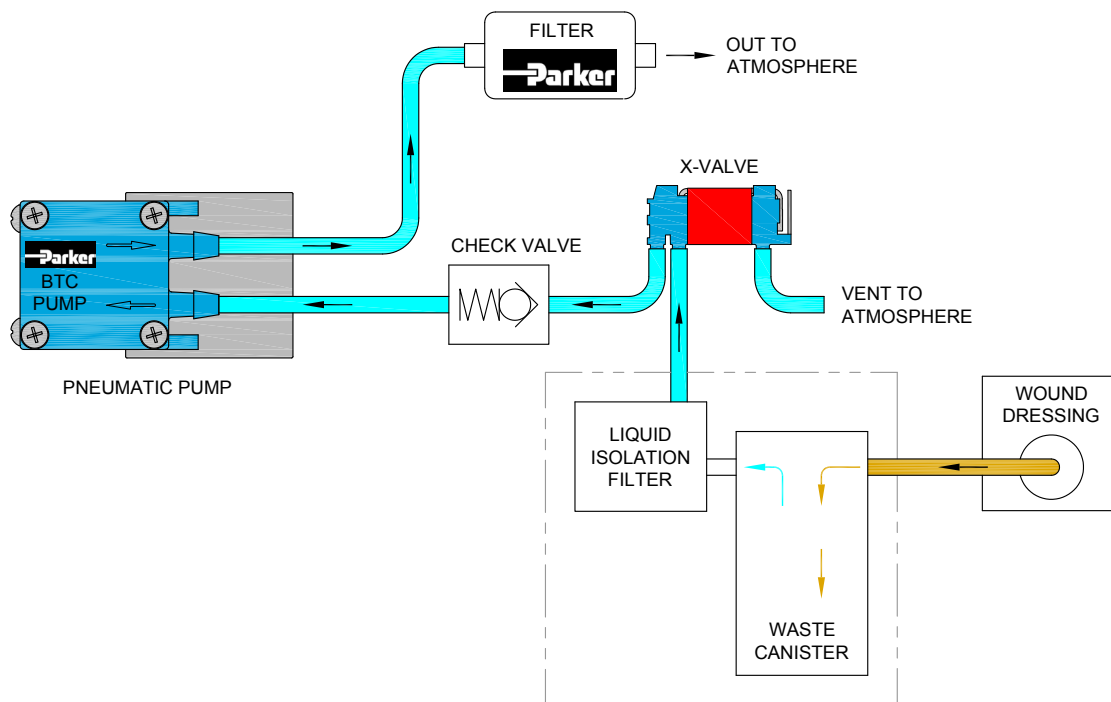 FILTER
Parker
OUT TO
ATMOSPHERE
X-VALVE
CHECK VALVE
Parker
BTC
PUMP
VENT TO
ATMOSPHERE
PNEUMATIC PUMP
WOUND
DRESSING
LIQUID
ISOLATION
FILTER
WASTE
CANISTER